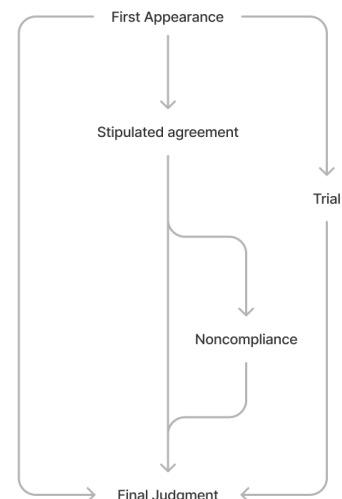 First Appearance
Stipulated agreement
Trial
Noncompliance
Final Judgment